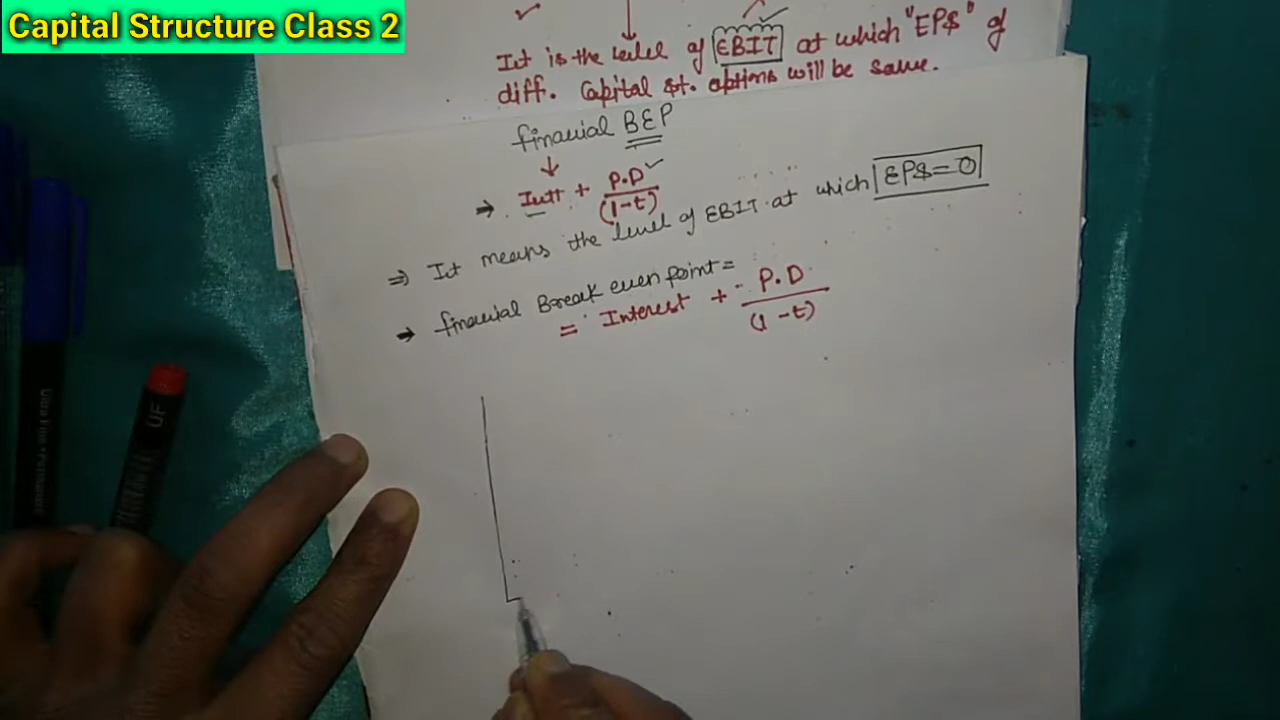 Capital Structure Class 2
It is the level of EBIT at which "EPS" of
diff. Capital st. options will be same.
financial BEP
⇒ Intt + P.D / (1-t)
⇒ It means the level of EBIT at which EPS=0
→ financial Break even point=
= Interest + P.D / (1-t)
UF